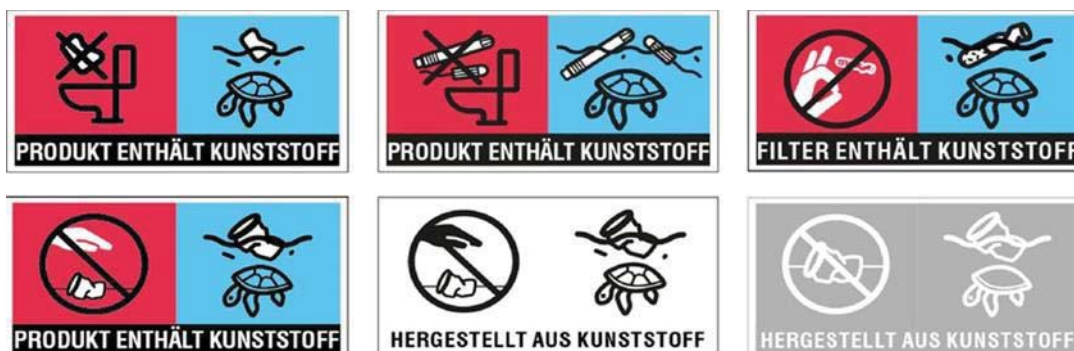 PRODUKT ENTHÄLT KUNSTSTOFF
PRODUKT ENTHÄLT KUNSTSTOFF
FILTER ENTHÄLT KUNSTSTOFF
PRODUKT ENTHÄLT KUNSTSTOFF
HERGESTELLT AUS KUNSTSTOFF
HERGESTELLT AUS KUNSTSTOFF